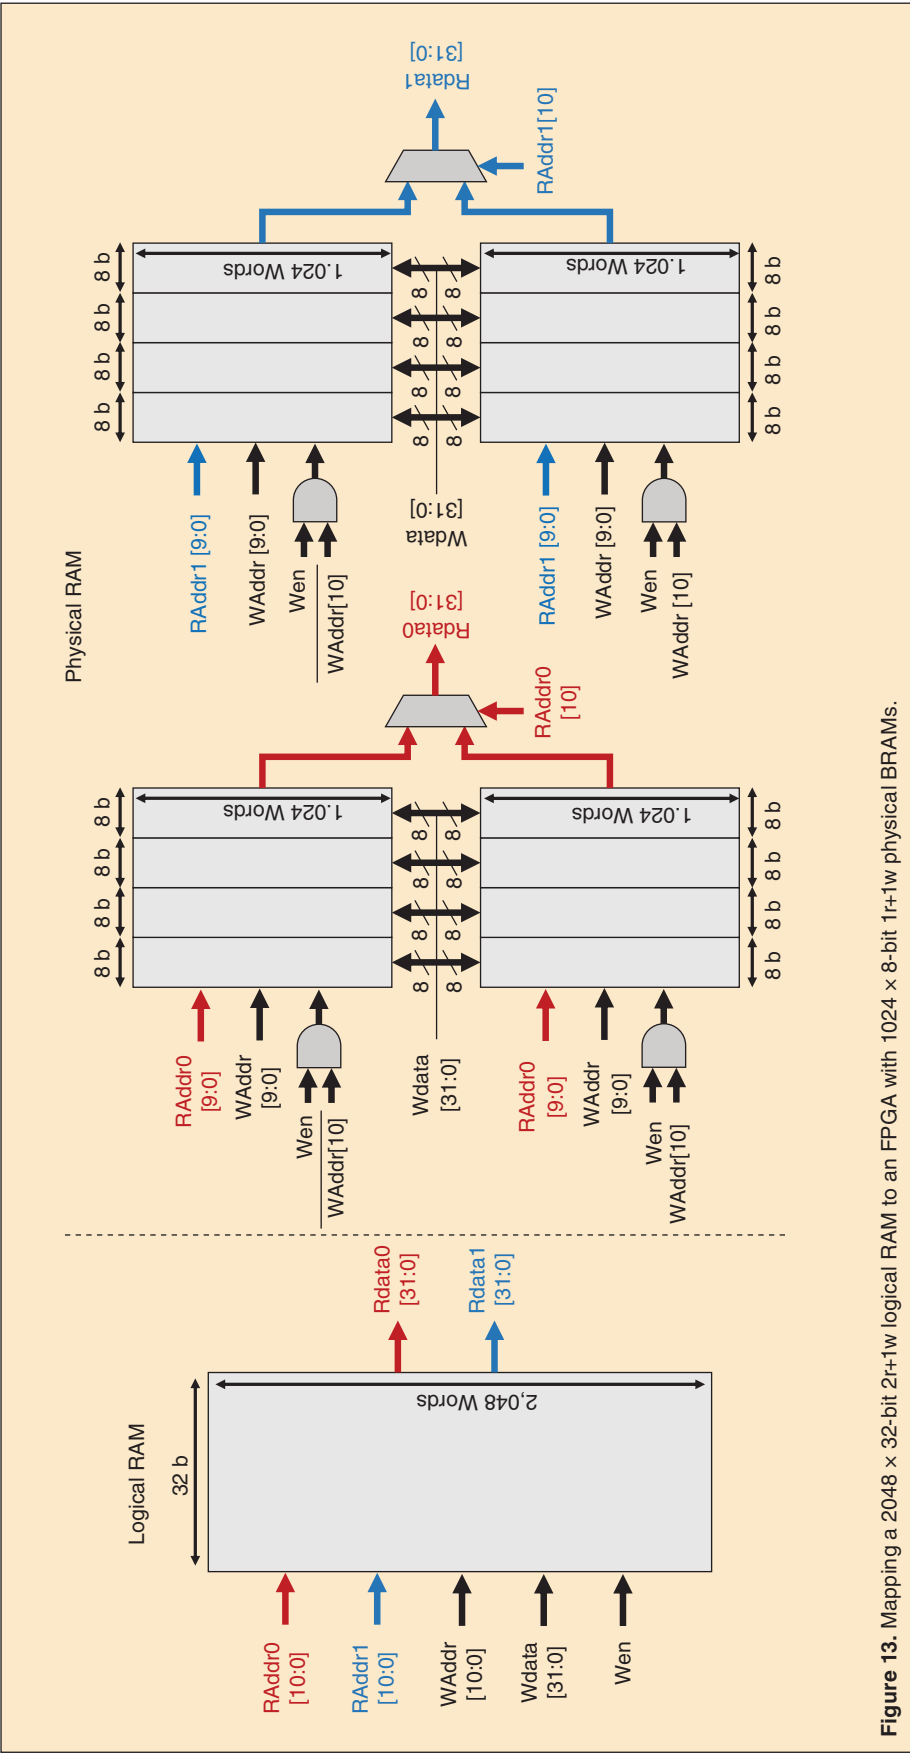 Logical RAM
32 b
2,048 Words
RAddr0
[10:0]
RAddr1
[10:0]
WAddr
[10:0]
Wdata
[31:0]
Wen
Rdata0
[31:0]
Rdata1
[31:0]
Physical RAM
8 b 8 b 8 b 8 b
1.024 Words
RAddr0
[9:0]
WAddr
[9:0]
Wen
WAddr[10]
Wdata
[31:0]
8 8 8 8
8 8 8 8
1.024 Words
RAddr0
[9:0]
WAddr
[9:0]
Wen
WAddr[10]
8 b 8 b 8 b 8 b
Rdata0
[31:0]
RAddr0
[10]
8 b 8 b 8 b 8 b
1.024 Words
RAddr1 [9:0]
WAddr [9:0]
Wen
WAddr[10]
Wdata
[31:0]
8 8 8 8
8 8 8 8
1.024 Words
RAddr1 [9:0]
WAddr [9:0]
Wen
WAddr [10]
8 b 8 b 8 b 8 b
Rdata1
[31:0]
RAddr1[10]
Figure 13. Mapping a 2048 × 32-bit 2r+1w logical RAM to an FPGA with 1024 × 8-bit 1r+1w physical BRAMs.